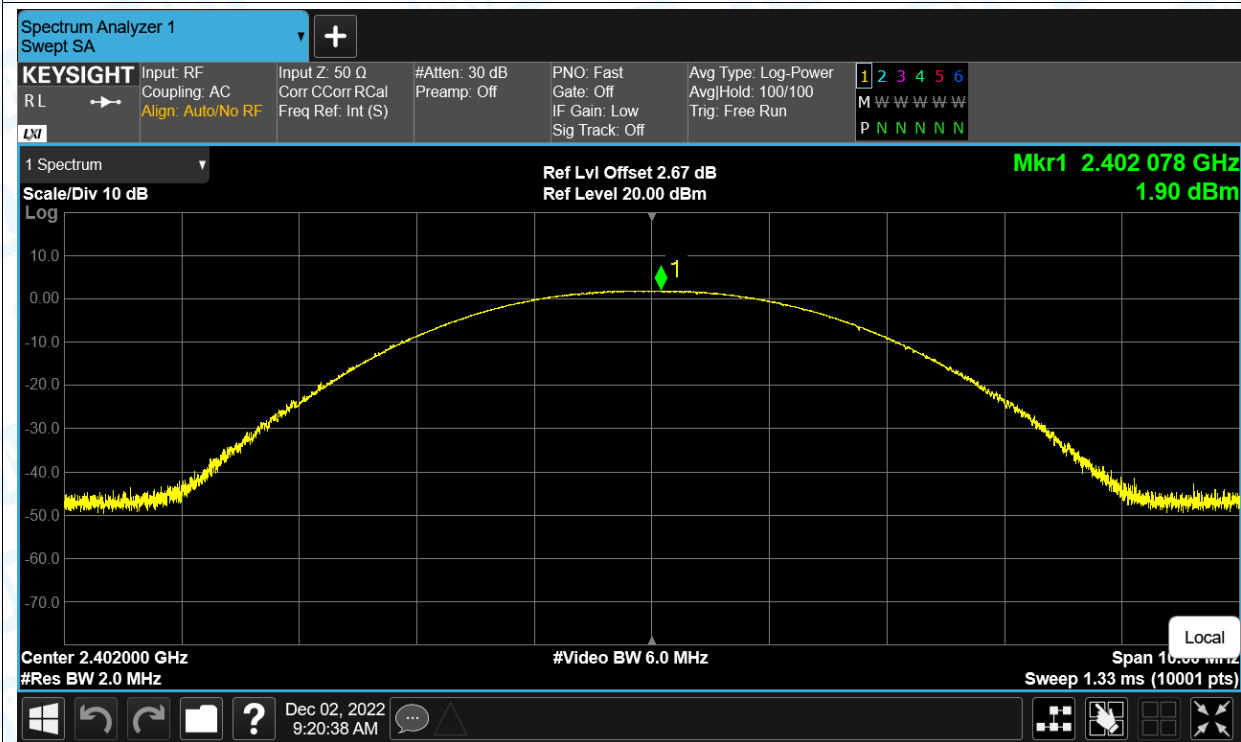 Spectrum Analyzer 1
Swept SA
KEYSIGHT
R L
LXI
Input: RF
Coupling: AC
Align: Auto/No RF
Input Z: 50 Ω
Corr CCorr RCal
Freq Ref: Int (S)
#Atten: 30 dB
Preamp: Off
PNO: Fast
Gate: Off
IF Gain: Low
Sig Track: Off
Avg Type: Log-Power
Avg|Hold: 100/100
Trig: Free Run
1 2 3 4 5 6
M W W W W W W
P N N N N N
1 Spectrum
Scale/Div 10 dB
Log
Ref Lvl Offset 2.67 dB
Ref Level 20.00 dBm
Mkr1 2.402 078 GHz
1.90 dBm
1
10.0
0.00
-10.0
-20.0
-30.0
-40.0
-50.0
-60.0
-70.0
Local
Center 2.402000 GHz
#Video BW 6.0 MHz
Span 10.00 MHz
#Res BW 2.0 MHz
Sweep 1.33 ms (10001 pts)
?
Dec 02, 2022
9:20:38 AM